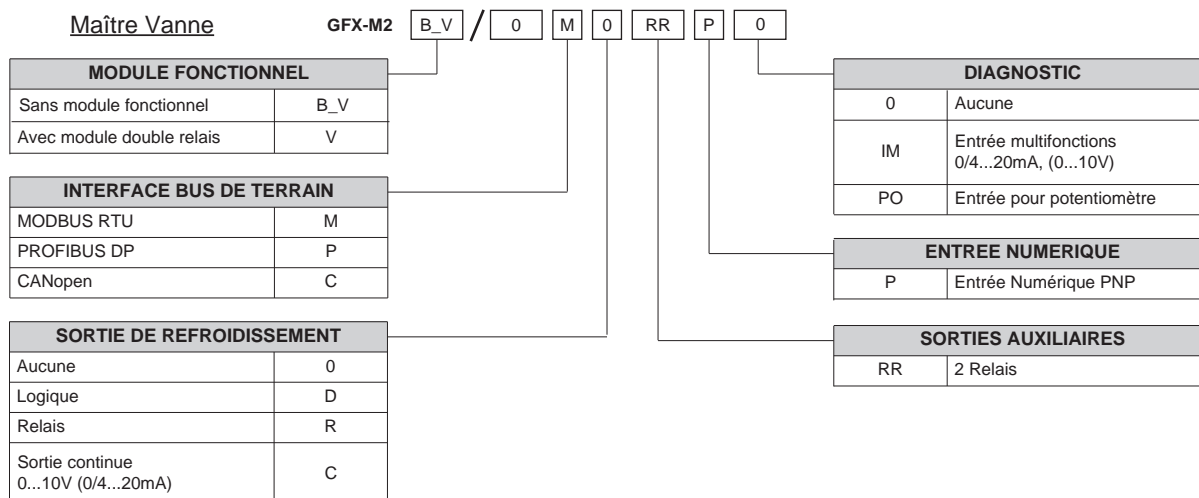 Maître Vanne
GFX-M2 B_V / 0 M 0 RR P 0
MODULE FONCTIONNEL
Sans module fonctionnel B_V
Avec module double relais V
INTERFACE BUS DE TERRAIN
MODBUS RTU M
PROFIBUS DP P
CANopen C
SORTIE DE REFROIDISSEMENT
Aucune 0
Logique D
Relais R
Sortie continue
0...10V (0/4...20mA) C
DIAGNOSTIC
0 Aucune
IM Entrée multifonctions
0/4...20mA, (0...10V)
PO Entrée pour potentiomètre
ENTREE NUMERIQUE
P Entrée Numérique PNP
SORTIES AUXILIAIRES
RR 2 Relais